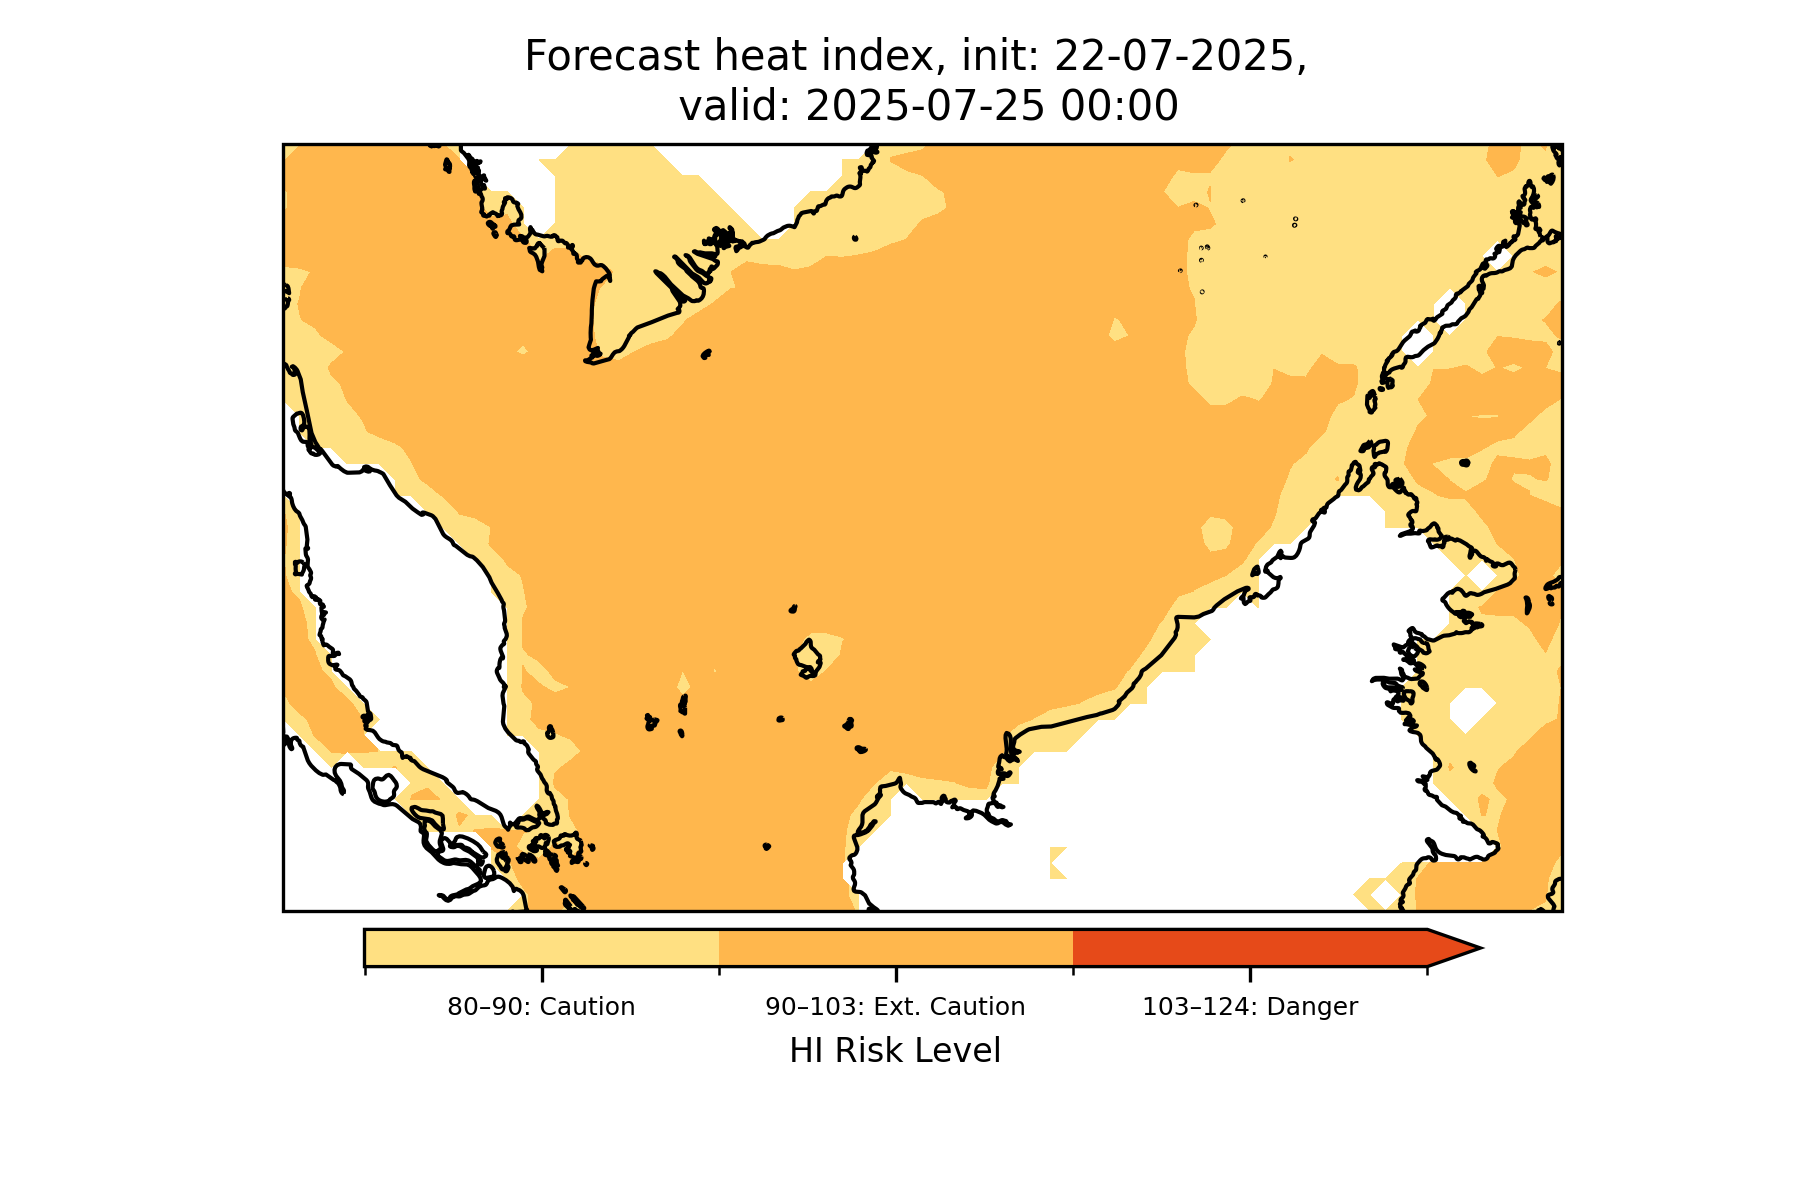 Forecast heat index, init: 22-07-2025,
valid: 2025-07-25 00:00
80–90: Caution
90–103: Ext. Caution
103–124: Danger
HI Risk Level